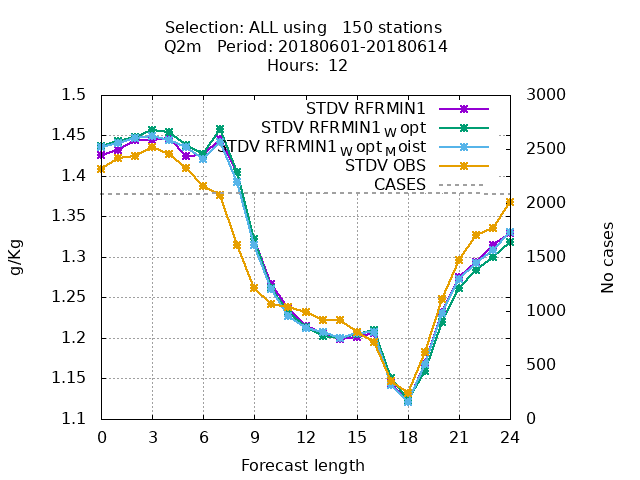 Selection: ALL using   150 stations
Q2m   Period: 20180601-20180614
Hours: 12
STDV RFRMIN1
STDV RFRMIN1W opt
STDV RFRMIN1W optM oist
STDV OBS
CASES
1.5
1.45
1.4
1.35
1.3
1.25
1.2
1.15
1.1
g/Kg
3000
2500
2000
1500
1000
500
0
No cases
0 3 6 9 12 15 18 21 24
Forecast length